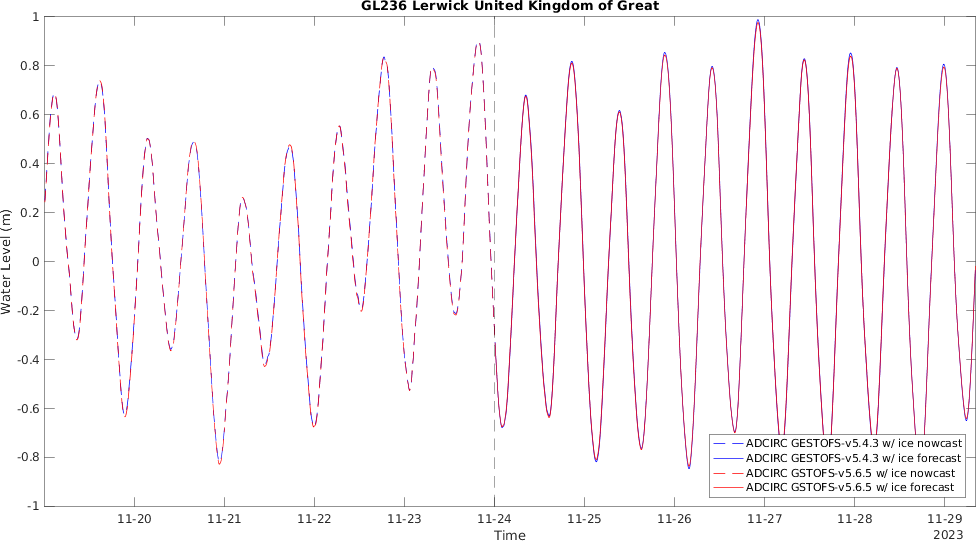 GL236 Lerwick United Kingdom of Great
1
0.8
0.6
0.4
0.2
0
-0.2
-0.4
-0.6
-0.8
-1
Water Level (m)
ADCIRC GESTOFS-v5.4.3 w/ ice nowcast
ADCIRC GESTOFS-v5.4.3 w/ ice forecast
ADCIRC GSTOFS-v5.6.5 w/ ice nowcast
ADCIRC GSTOFS-v5.6.5 w/ ice forecast
11-20 11-21 11-22 11-23 11-24 11-25 11-26 11-27 11-28 11-29
2023
Time